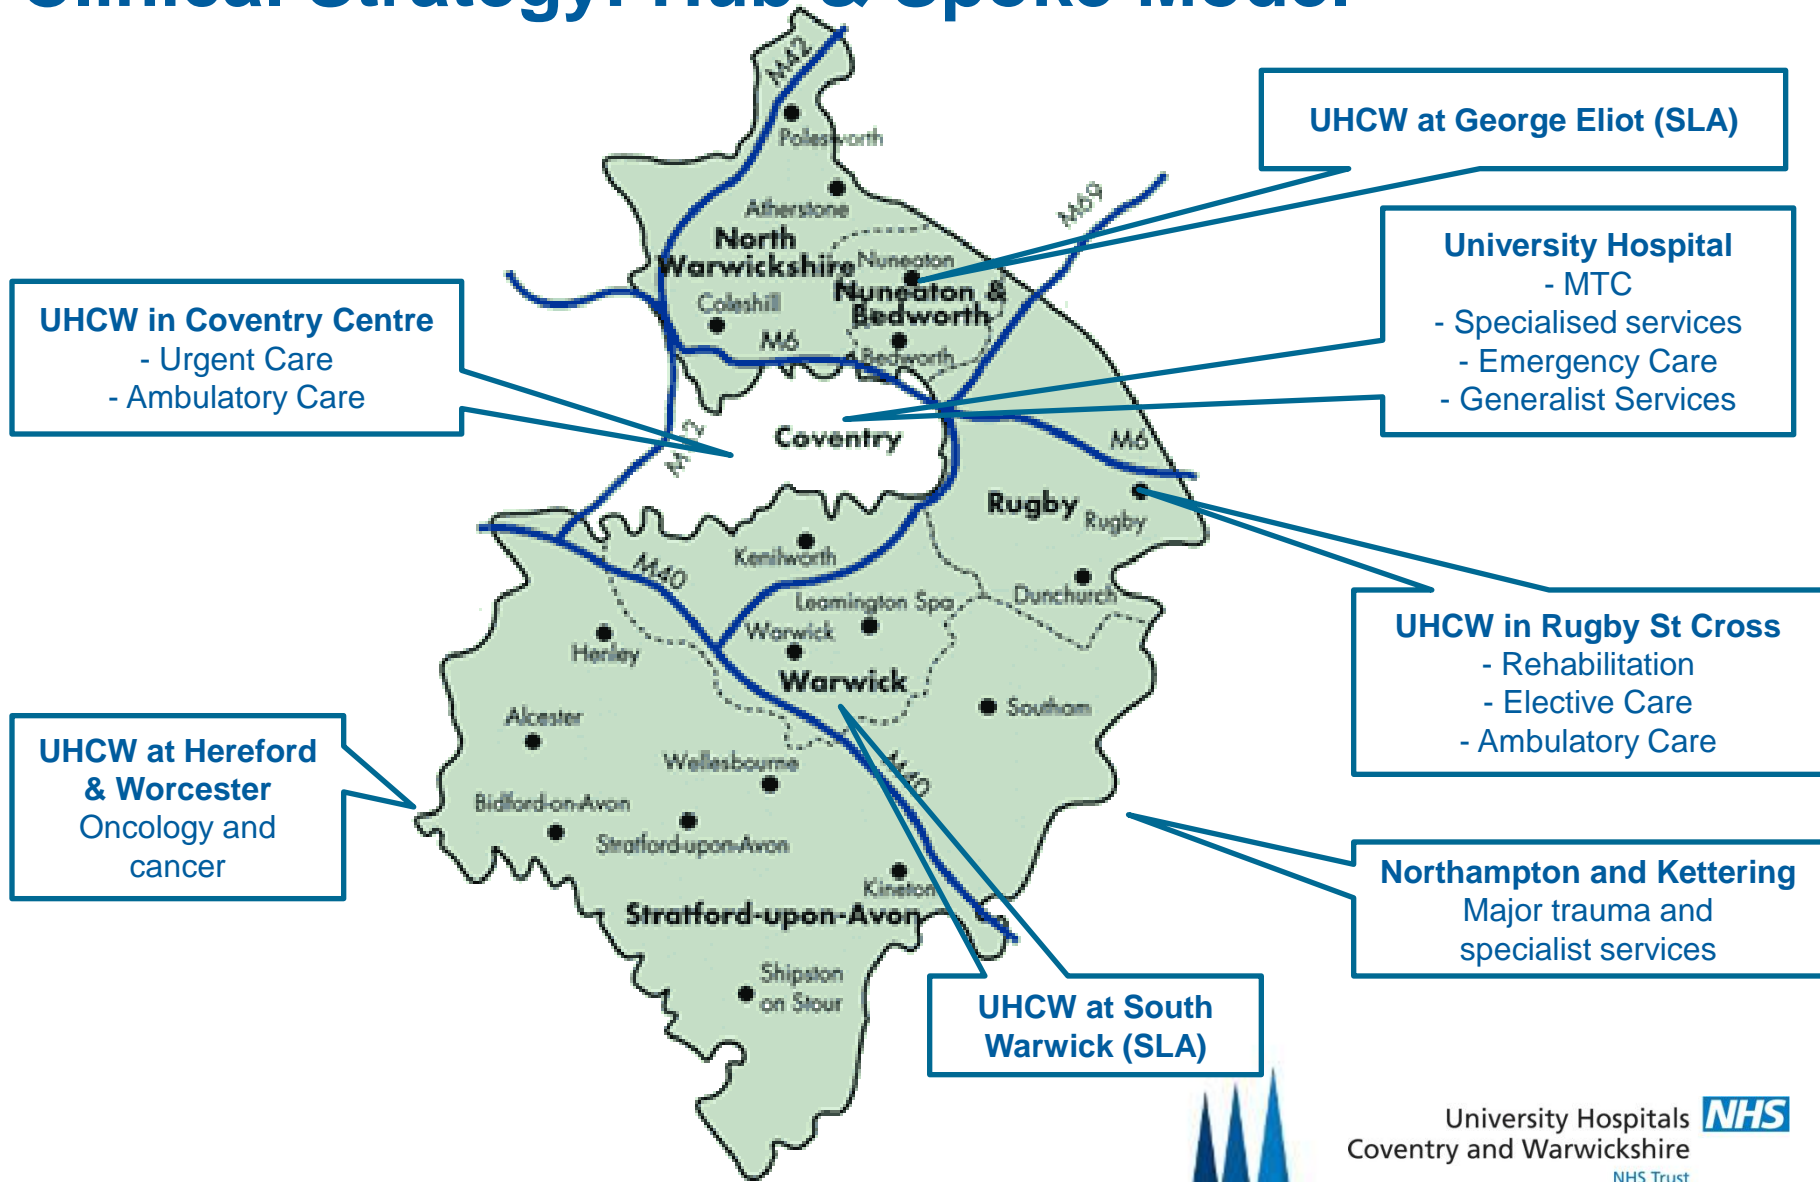 Clinical Strategy: Hub & Spoke Model
UHCW at George Eliot (SLA)
University Hospital
- MTC
- Specialised services
- Emergency Care
- Generalist Services
UHCW in Coventry Centre
- Urgent Care
- Ambulatory Care
UHCW in Rugby St Cross
- Rehabilitation
- Elective Care
- Ambulatory Care
UHCW at Hereford
& Worcester
Oncology and
cancer
Northampton and Kettering
Major trauma and
specialist services
UHCW at South
Warwick (SLA)
M42
Polesworth
Atherstone
M69
North
Warwickshire
Nuneaton
Nuneaton &
Bedworth
Coleshill
M6
Bedworth
Coventry
M42
M6
Rugby
Rugby
Kenilworth
M40
Leamington Spa
Dunchurch
Warwick
Henley
Warwick
Southam
Alcester
Wellesbourne
M40
Bidford-on-Avon
Stratford-upon-Avon
Kineton
Stratford-upon-Avon
Shipston
on Stour
University Hospitals NHS
Coventry and Warwickshire
NHS Trust